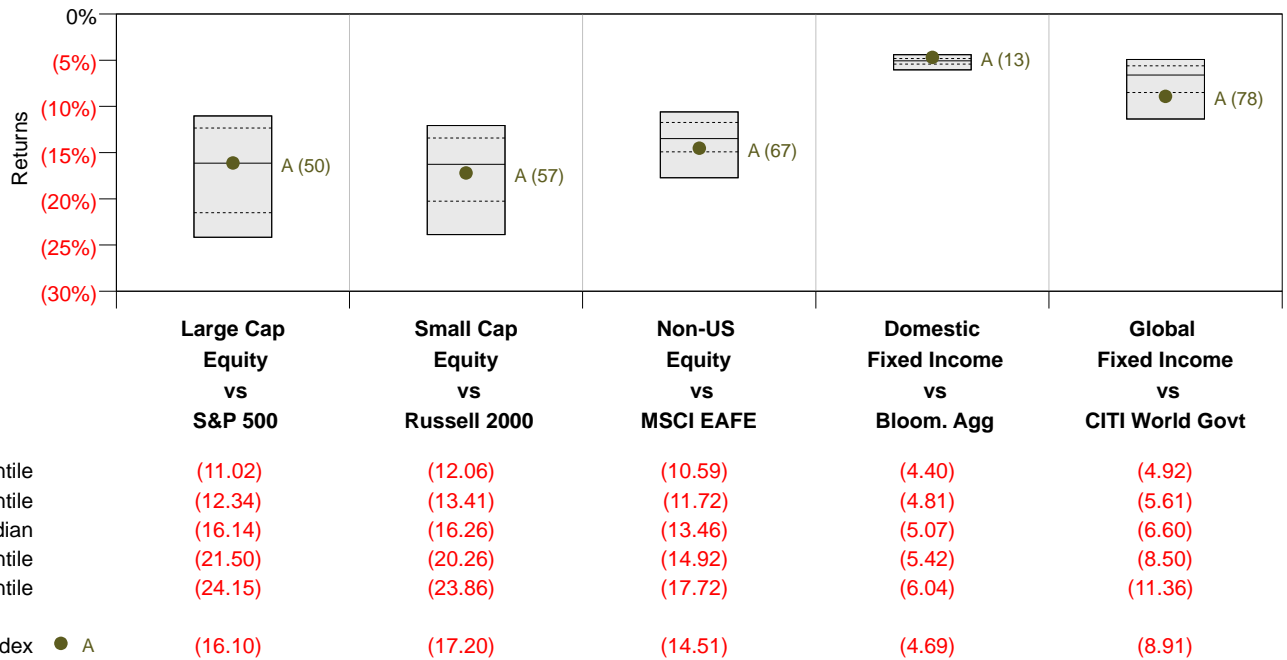 0%
(5%)
(10%)
(15%)
(20%)
(25%)
(30%)
Returns
A (50)
A (57)
A (67)
A (13)
A (78)
Large Cap
Equity
vs
S&P 500
Small Cap
Equity
vs
Russell 2000
Non-US
Equity
vs
MSCI EAFE
Domestic
Fixed Income
vs
Bloom. Agg
Global
Fixed Income
vs
CITI World Govt
ntile (11.02) (12.06) (10.59) (4.40) (4.92)
ntile (12.34) (13.41) (11.72) (4.81) (5.61)
dian (16.14) (16.26) (13.46) (5.07) (6.60)
ntile (21.50) (20.26) (14.92) (5.42) (8.50)
ntile (24.15) (23.86) (17.72) (6.04) (11.36)
dex ● A (16.10) (17.20) (14.51) (4.69) (8.91)